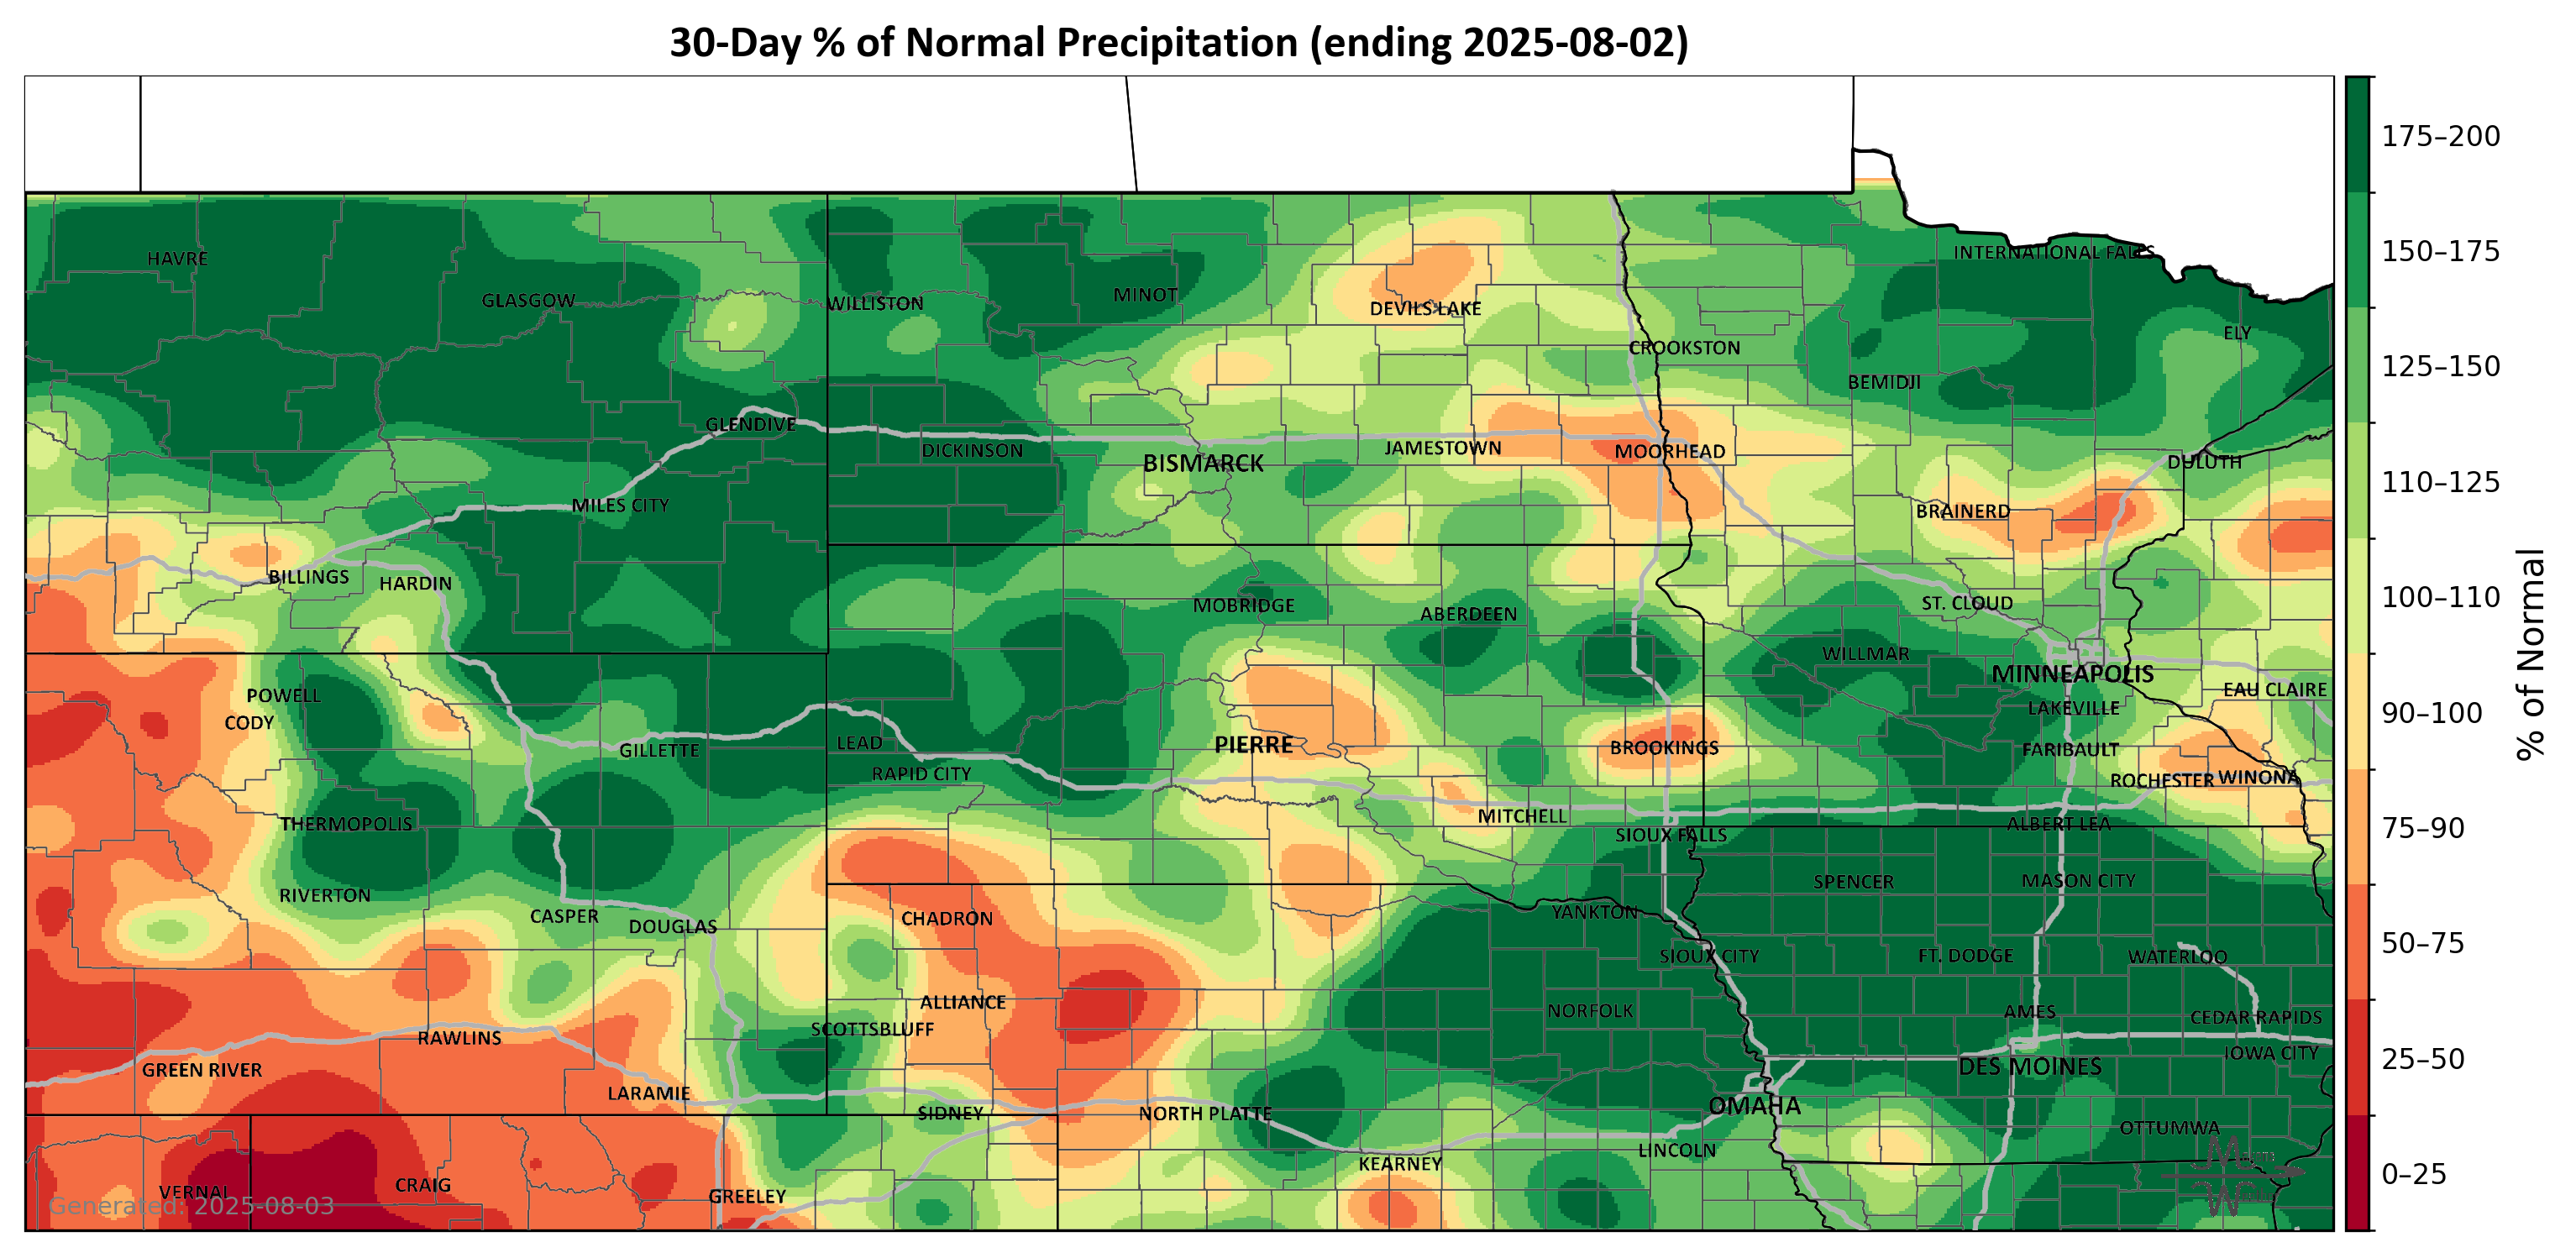 30-Day % of Normal Precipitation (ending 2025-08-02)
175–200
HAVRE
INTERNATIONAL FALLS
150–175
GLASGOW
WILLISTON
MINOT
DEVILS LAKE
ELY
CROOKSTON
125–150
BEMIDJI
GLENDIVE
DICKINSON
BISMARCK
JAMESTOWN
MOORHEAD
DULUTH
110–125
MILES CITY
BRAINERD
BILLINGS
HARDIN
MOBRIDGE
ABERDEEN
ST. CLOUD
100–110
WILLMAR
MINNEAPOLIS
POWELL
CODY
EAU CLAIRE
LAKEVILLE
90–100
% of Normal
GILLETTE
LEAD
PIERRE
BROOKINGS
FARIBAULT
RAPID CITY
ROCHESTER
WINONA
THERMOPOLIS
MITCHELL
SIOUX FALLS
ALBERT LEA
75–90
RIVERTON
SPENCER
MASON CITY
CASPER
DOUGLAS
CHADRON
YANKTON
SIOUX CITY
FT. DODGE
WATERLOO
50–75
ALLIANCE
NORFOLK
AMES
CEDAR RAPIDS
RAWLINS
SCOTTSBLUFF
GREEN RIVER
DES MOINES
IOWA CITY
25–50
LARAMIE
SIDNEY
NORTH PLATTE
OMAHA
OTTUMWA
LINCOLN
KEARNEY
VERNAL
CRAIG
GREELEY
0–25
Generated: 2025-08-03